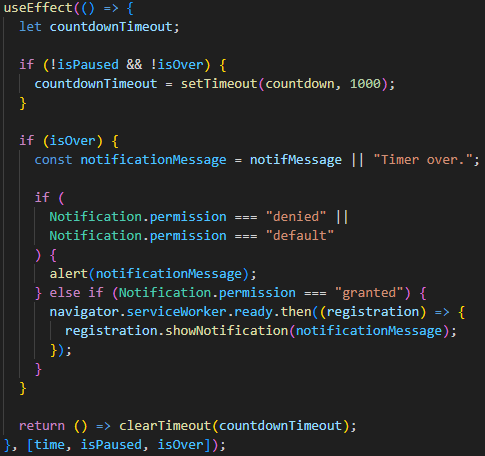 useEffect(() => {
  let countdownTimeout;

  if (!isPaused && !isOver) {
    countdownTimeout = setTimeout(countdown, 1000);
  }

  if (isOver) {
    const notificationMessage = notifMessage || "Timer over.";

    if (
      Notification.permission === "denied" ||
      Notification.permission === "default"
    ) {
      alert(notificationMessage);
    } else if (Notification.permission === "granted") {
      navigator.serviceWorker.ready.then((registration) => {
        registration.showNotification(notificationMessage);
      });
    }
  }

  return () => clearTimeout(countdownTimeout);
}, [time, isPaused, isOver]);